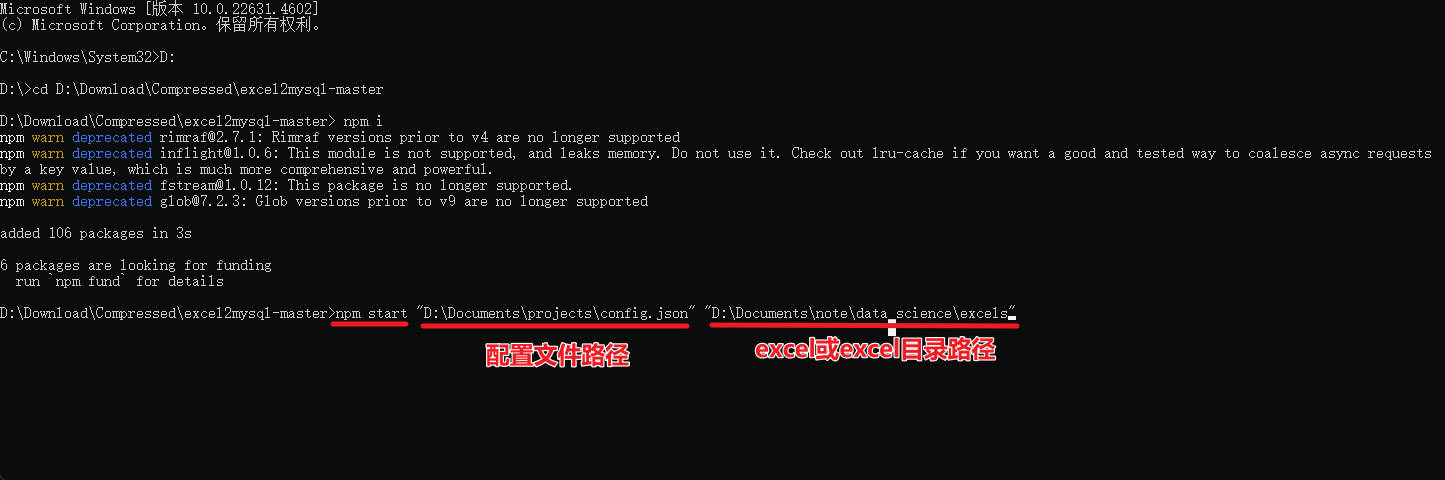 Microsoft Windows [版本 10.0.22631.4602]
(c) Microsoft Corporation。保留所有权利。
C:\Windows\System32>D:
D:\>cd D:\Download\Compressed\excel2mysql-master
D:\Download\Compressed\excel2mysql-master> npm i
npm warn deprecated rimraf@2.7.1: Rimraf versions prior to v4 are no longer supported
npm warn deprecated inflight@1.0.6: This module is not supported, and leaks memory. Do not use it. Check out lru-cache if you want a good and tested way to coalesce async requests
by a key value, which is much more comprehensive and powerful.
npm warn deprecated fstream@1.0.12: This package is no longer supported.
npm warn deprecated glob@7.2.3: Glob versions prior to v9 are no longer supported
added 106 packages in 3s
6 packages are looking for funding
run `npm fund` for details
D:\Download\Compressed\excel2mysql-master>npm start "D:\Documents\projects\config.json" "D:\Documents\note\data_science\excels"
配置文件路径
excel或excel目录路径